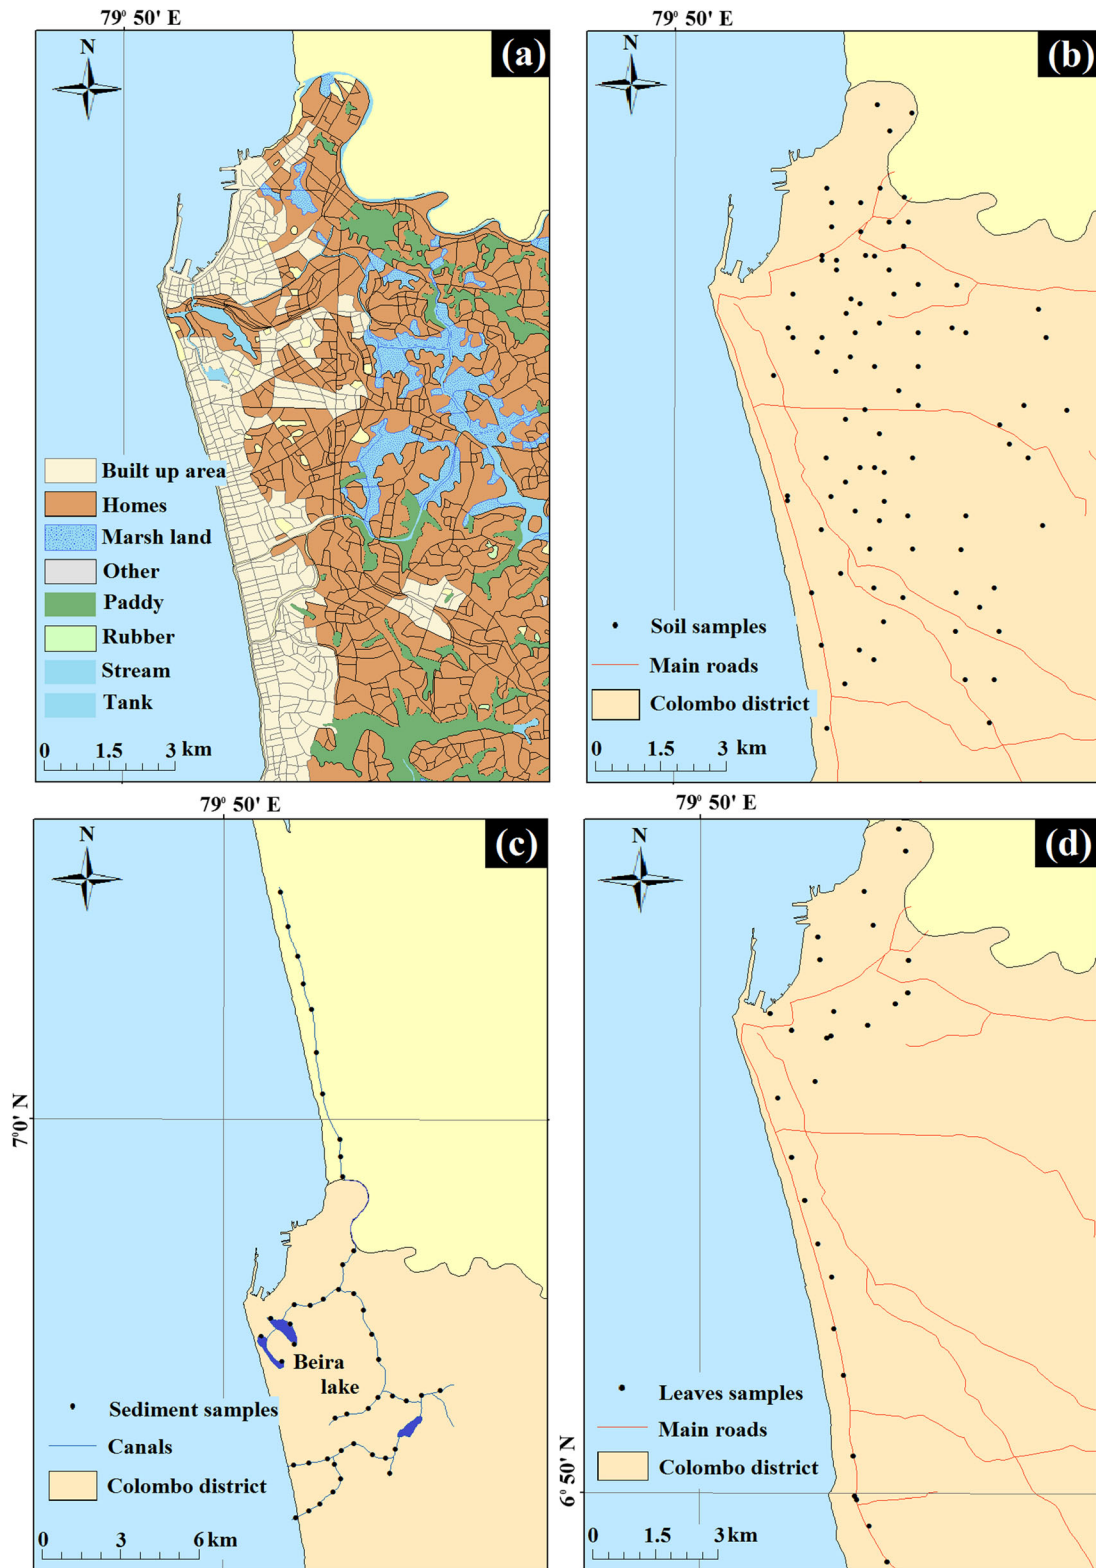 79° 50' E
(a)
N
Built up area
Homes
Marsh land
Other
Paddy
Rubber
Stream
Tank
0 1.5 3 km
79° 50' E
(b)
N
Soil samples
Main roads
Colombo district
0 1.5 3 km
79° 50' E
(c)
N
7°0' N
Beira
lake
Sediment samples
Canals
Colombo district
0 3 6 km
79° 50' E
(d)
N
6° 50' N
Leaves samples
Main roads
Colombo district
0 1.5 3 km